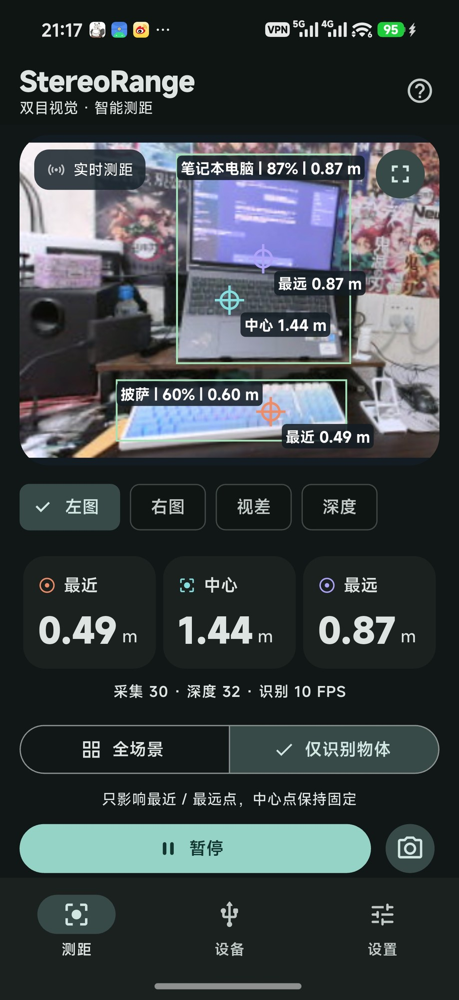 21:17
VPN 5G 4G 6 95
StereoRange
双目视觉 · 智能测距
实时测距
笔记本电脑 | 87% | 0.87 m
New
最远 0.87 m
中心 1.44 m
披萨 | 60% | 0.60 m
最近 0.49 m
左图 右图 视差 深度
最近 中心 最远
0.49 m 1.44 m 0.87 m
采集 30 · 深度 32 · 识别 10 FPS
全场景 仅识别物体
只影响最近 / 最远点，中心点保持固定
暂停
测距 设备 设置